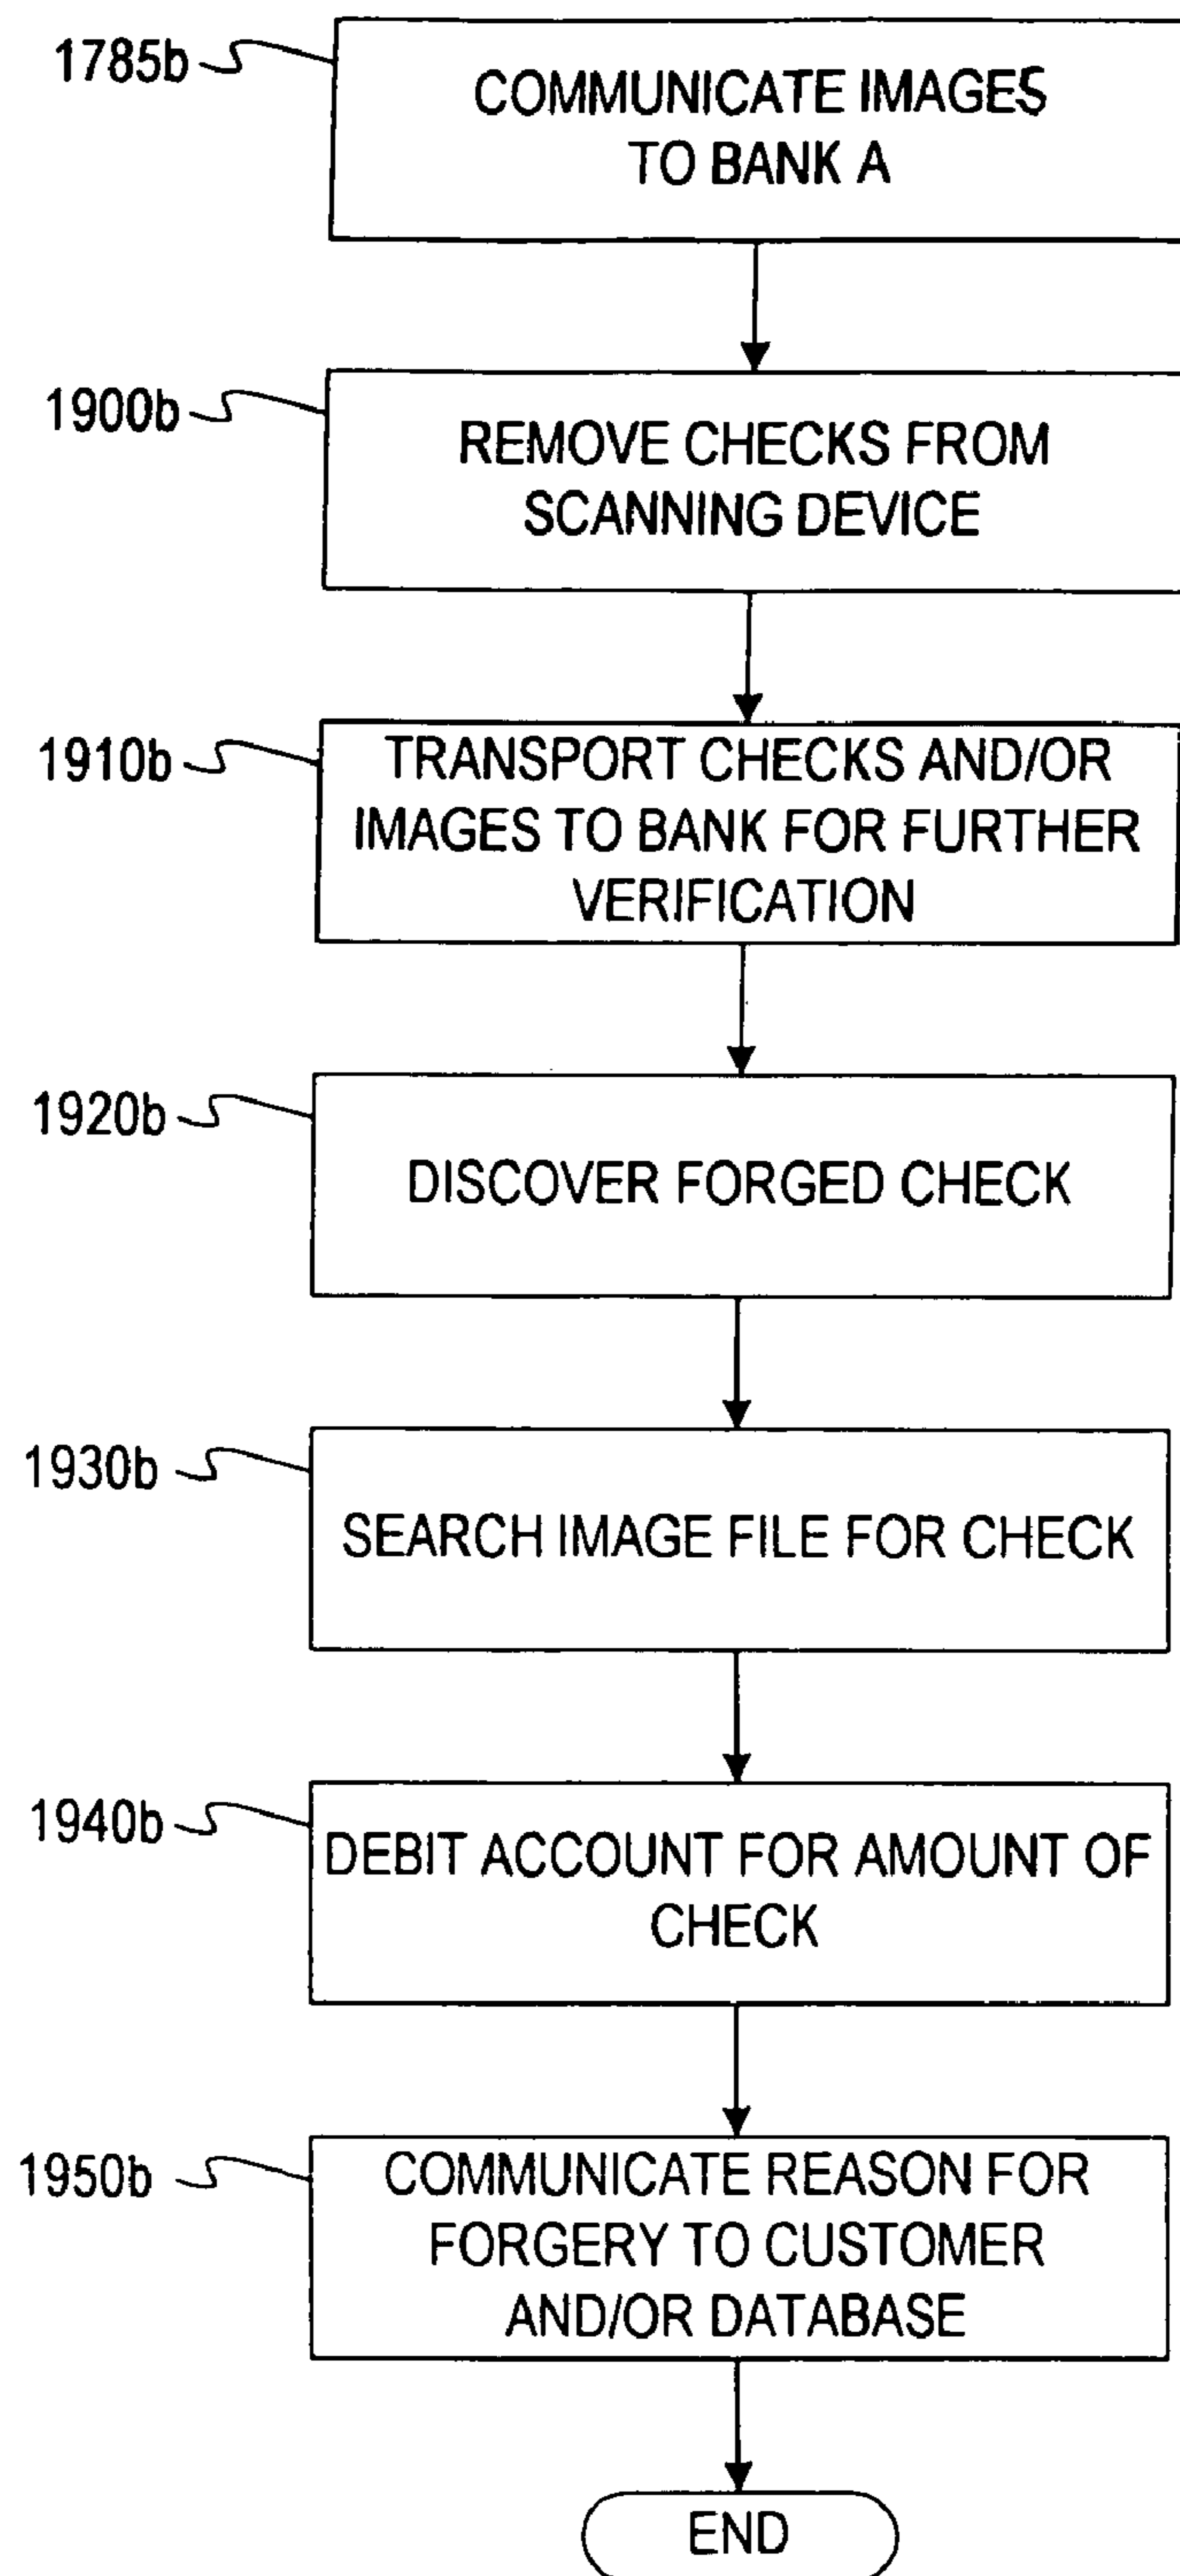 1785b
COMMUNICATE IMAGES
TO BANK A
1900b
REMOVE CHECKS FROM
SCANNING DEVICE
1910b
TRANSPORT CHECKS AND/OR
IMAGES TO BANK FOR FURTHER
VERIFICATION
1920b
DISCOVER FORGED CHECK
1930b
SEARCH IMAGE FILE FOR CHECK
1940b
DEBIT ACCOUNT FOR AMOUNT OF
CHECK
1950b
COMMUNICATE REASON FOR
FORGERY TO CUSTOMER
AND/OR DATABASE
END